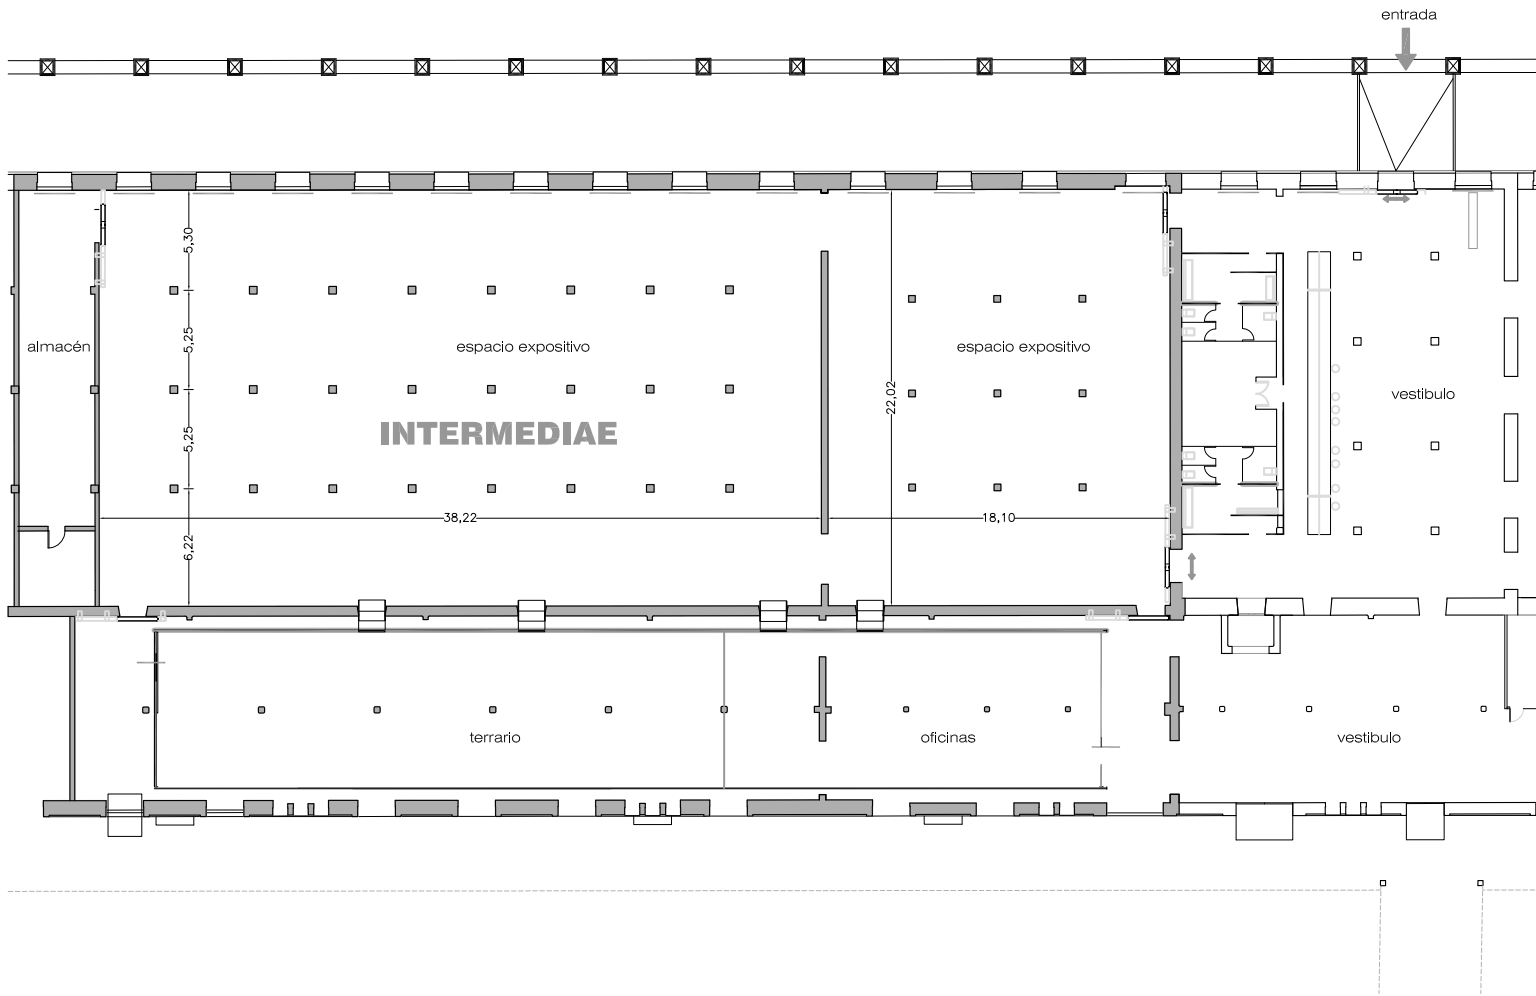 entrada
5,30
almacén
5,25
espacio expositivo
espacio expositivo
22,02
vestibulo
INTERMEDIAE
5,25
38,22
18,10
6,22
terrario
oficinas
vestibulo